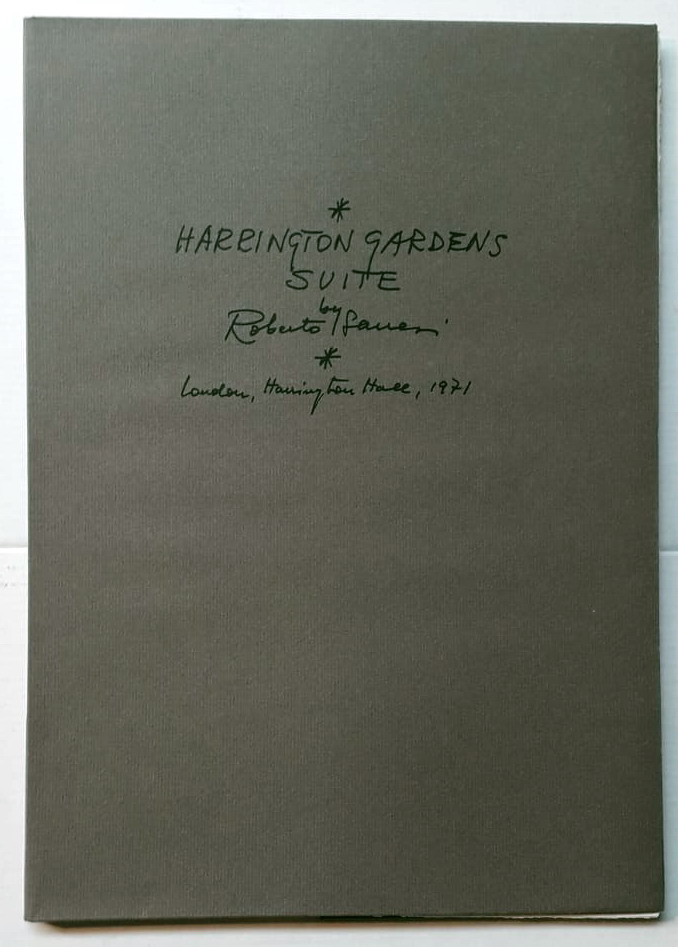 *
HARRINGTON GARDENS
SUITE
by
Roberto Sanesi
*
London, Harrington Hall, 1971